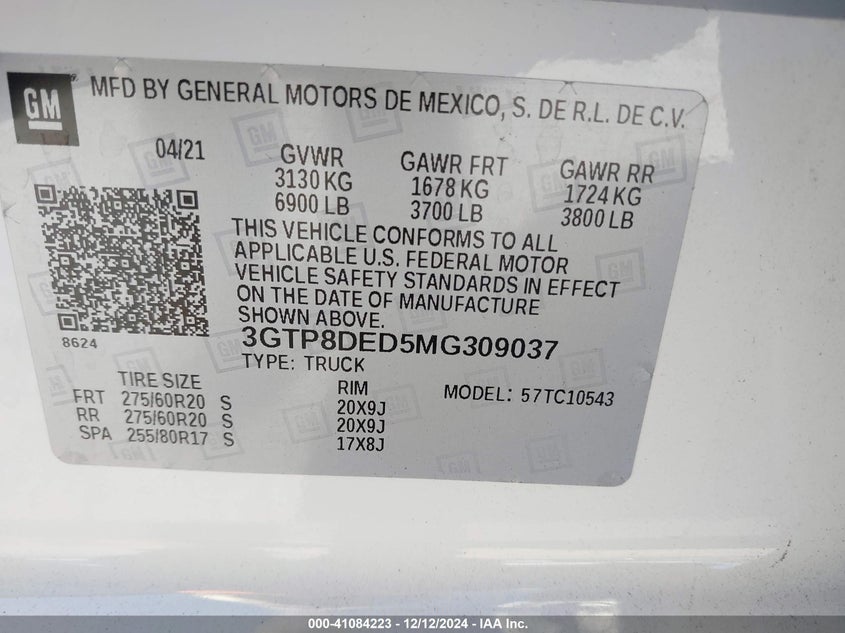 GM
MFD BY GENERAL MOTORS DE MEXICO, S. DE R.L. DE C.V.
04/21
GVWR
3130 KG
6900 LB
GAWR FRT
1678 KG
3700 LB
GAWR RR
1724 KG
3800 LB
THIS VEHICLE CONFORMS TO ALL
APPLICABLE U.S. FEDERAL MOTOR
VEHICLE SAFETY STANDARDS IN EFFECT
ON THE DATE OF MANUFACTURE
SHOWN ABOVE.
8624
3GTP8DED5MG309037
TYPE: TRUCK
TIRE SIZE RIM MODEL: 57TC10543
FRT 275/60R20 S 20X9J
RR 275/60R20 S 20X9J
SPA 255/80R17 S 17X8J
000-41084223 - 12/12/2024 - IAA Inc.